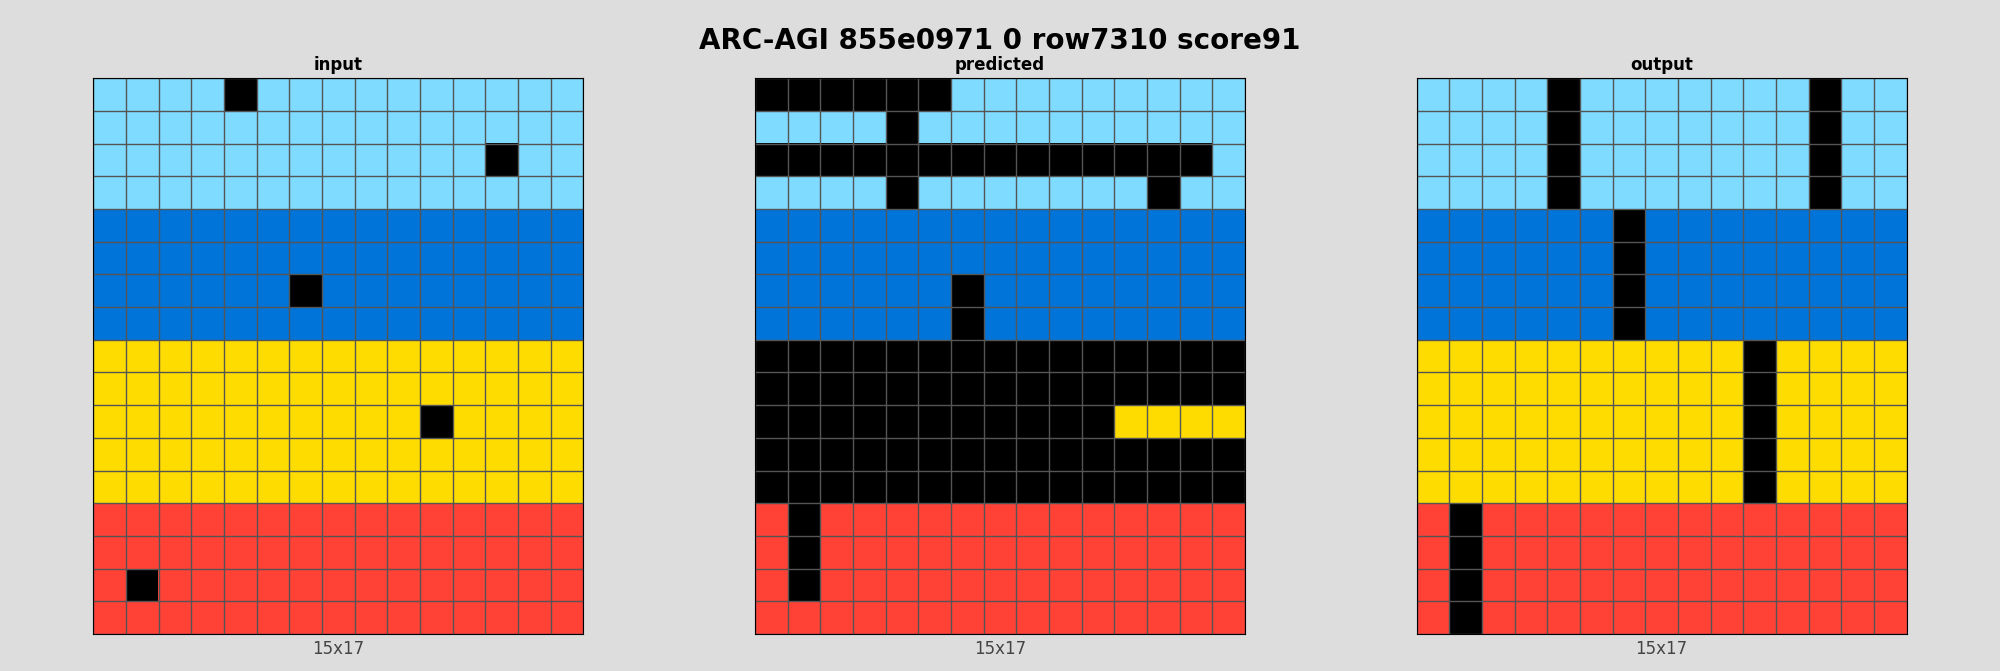 ARC-AGI 855e0971 0 row7310 score91
input
predicted
output
15x17
15x17
15x17